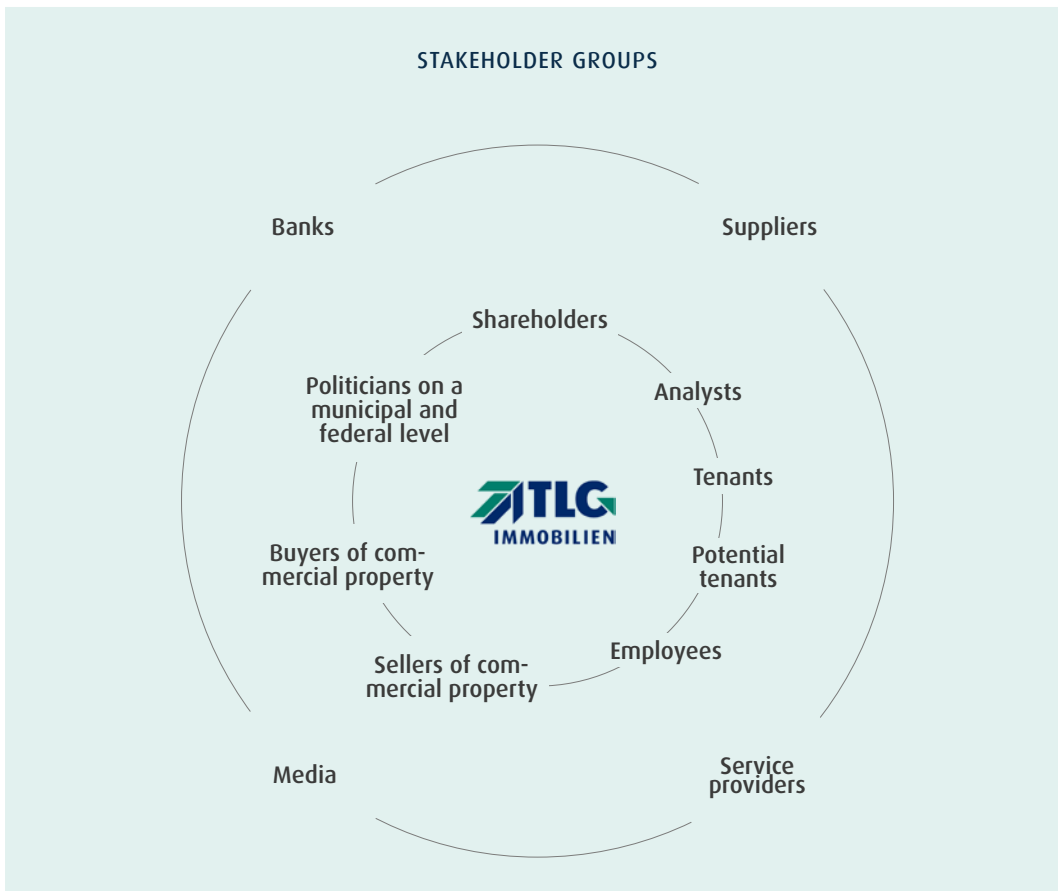 STAKEHOLDER GROUPS
Banks
Suppliers
Shareholders
Politicians on a
municipal and
federal level
Analysts
Tenants
TLG
IMMOBILIEN
Buyers of com-
mercial property
Potential
tenants
Sellers of com-
mercial property
Employees
Media
Service
providers